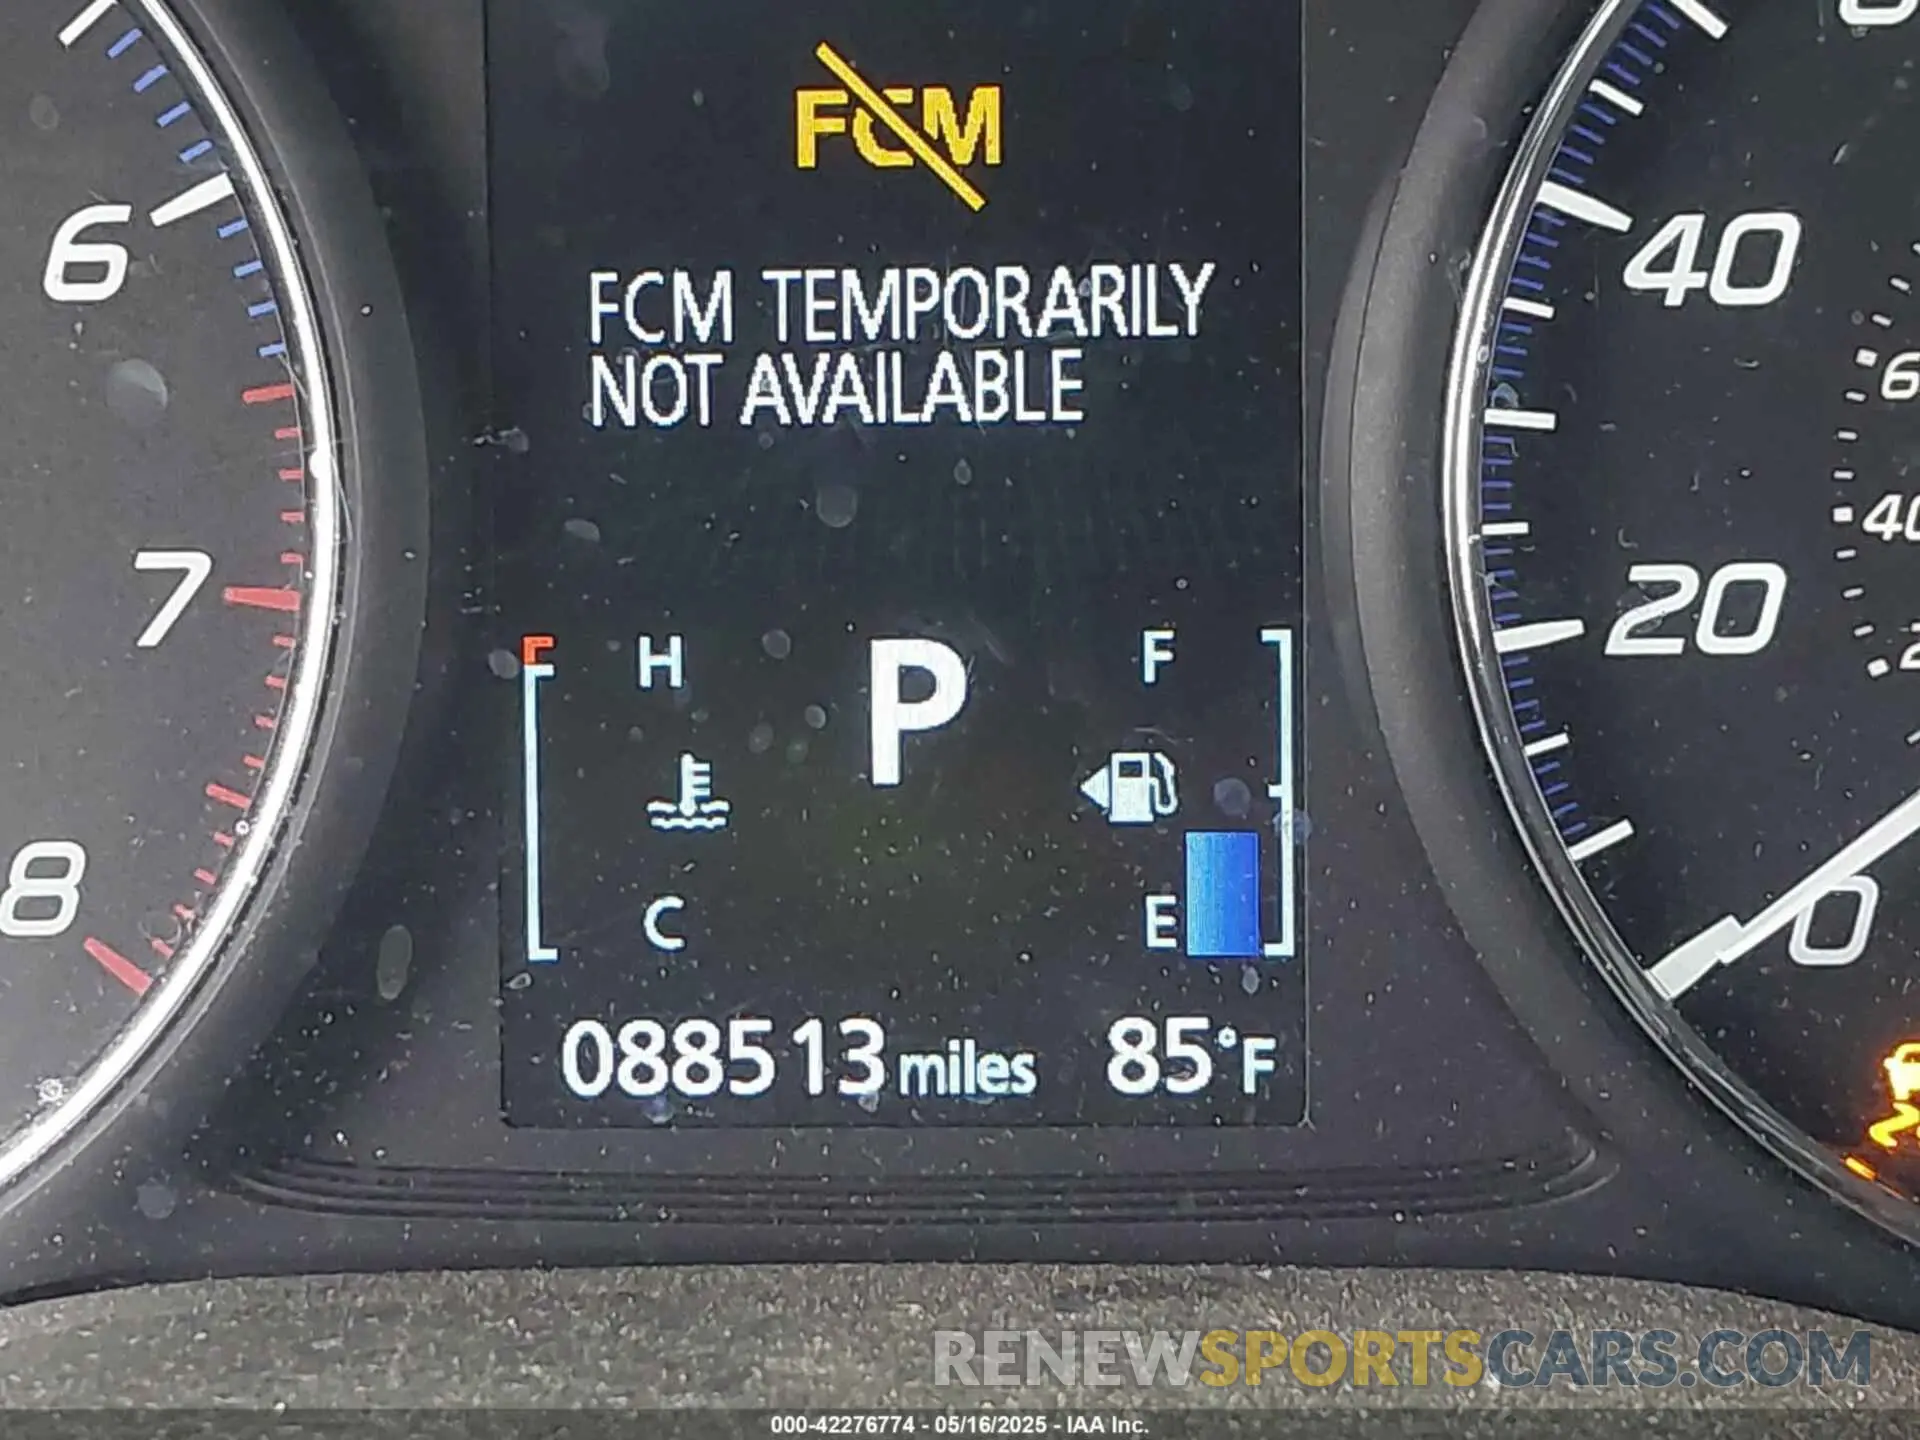 FCM
FCM TEMPORARILY
NOT AVAILABLE
6
7
8
40
20
0
H
P
F
C
E
088513 miles 85°F
RENEWSPORTSCARS.COM
000-42276774 - 05/16/2025 - IAA Inc.